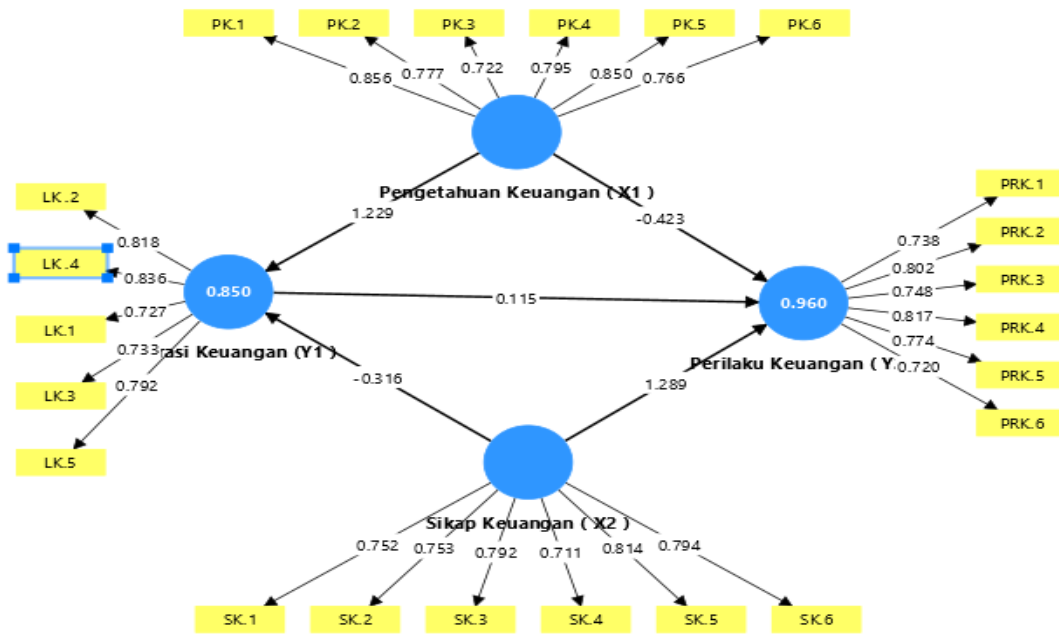 PK.1
PK.2
PK.3
PK.4
PK.5
PK.6
0.856
0.777
0.722
0.795
0.850
0.766
Pengetahuan Keuangan ( X1 )
1.229
-0.423
LK..2
LK..4
LK.1
LK.3
LK.5
0.818
0.836
0.727
0.733
0.792
0.850
rasi Keuangan (Y1 )
0.115
0.960
Perilaku Keuangan ( Y
PRK.1
PRK.2
PRK.3
PRK.4
PRK.5
PRK.6
0.738
0.802
0.748
0.817
0.774
0.720
-0.316
1.289
Sikap Keuangan ( X2 )
0.752
0.753
0.792
0.711
0.814
0.794
SK.1
SK.2
SK.3
SK.4
SK.5
SK.6